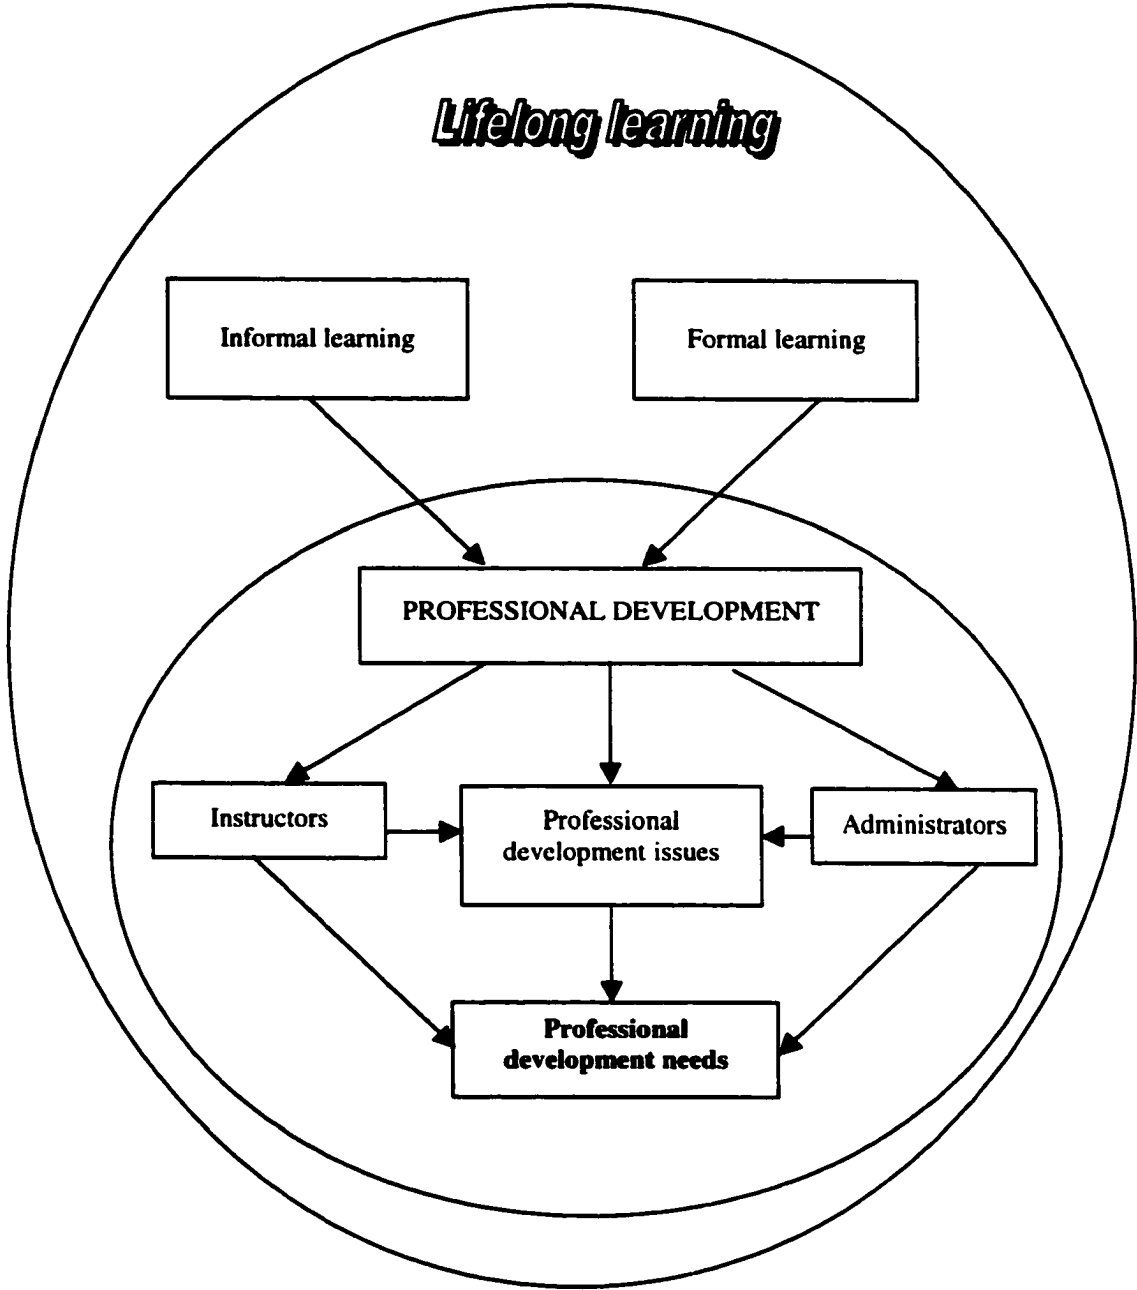 Lifelong learning
Informal learning
Formal learning
PROFESSIONAL DEVELOPMENT
Instructors
Professional
development issues
Administrators
Professional
development needs